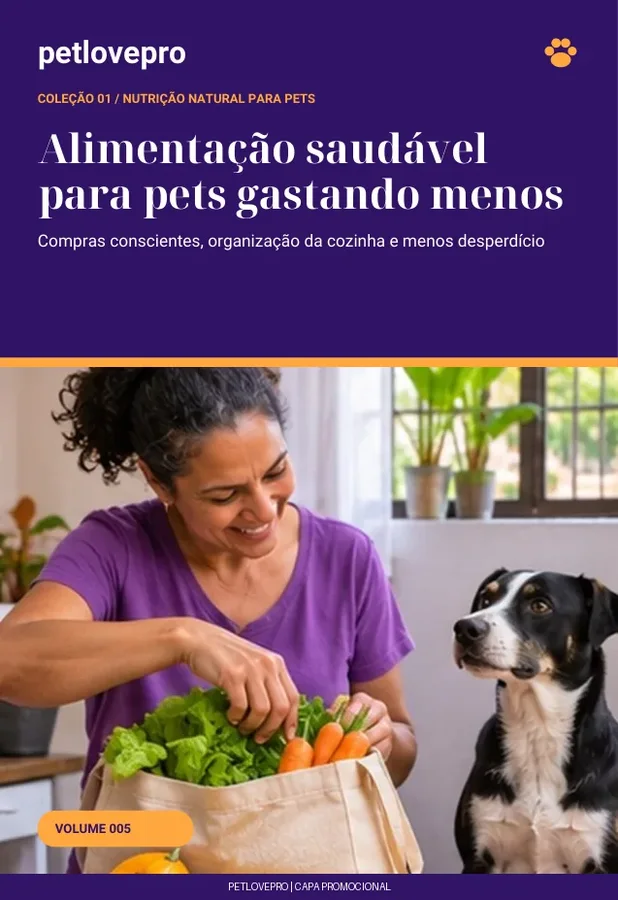 petlovepro
COLEÇÃO 01 / NUTRIÇÃO NATURAL PARA PETS
Alimentação saudável
para pets gastando menos
Compras conscientes, organização da cozinha e menos desperdício
VOLUME 005
PETLOVEPRO | CAPA PROMOCIONAL